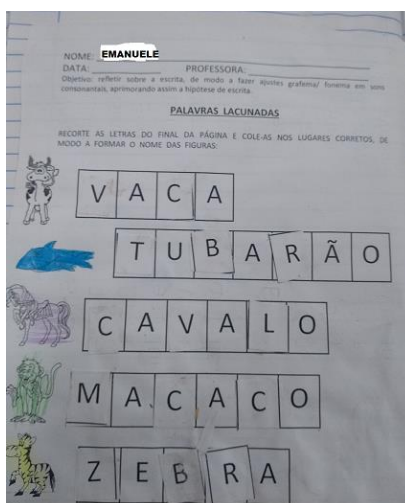 NOME: EMANUELE
DATA: PROFESSORA:
Objetivo: refletir sobre a escrita, de modo a fazer ajustes grafema/ fonema em sons
consonantais, aprimorando assim a hipótese de escrita.
PALAVRAS LACUNADAS
RECORTE AS LETRAS DO FINAL DA PÁGINA E COLE-AS NOS LUGARES CORRETOS, DE
MODO A FORMAR O NOME DAS FIGURAS:
VACA
TUBARÃO
CAVALO
MACACO
ZEBRA